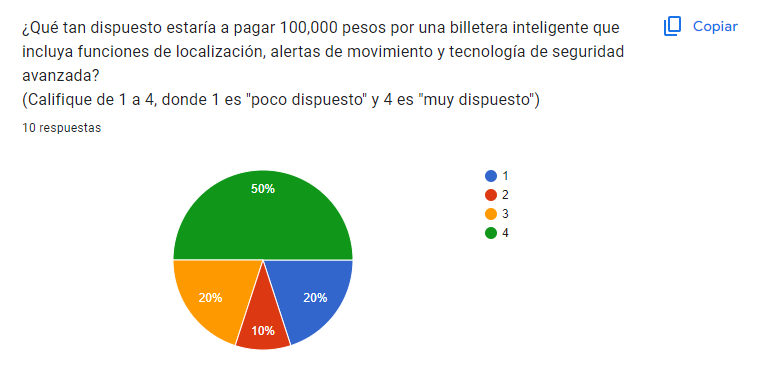 ¿Qué tan dispuesto estaría a pagar 100,000 pesos por una billetera inteligente que
incluya funciones de localización, alertas de movimiento y tecnología de seguridad
avanzada?
(Califique de 1 a 4, donde 1 es "poco dispuesto" y 4 es "muy dispuesto")
Copiar
10 respuestas
50%
20%
20%
10%
1
2
3
4